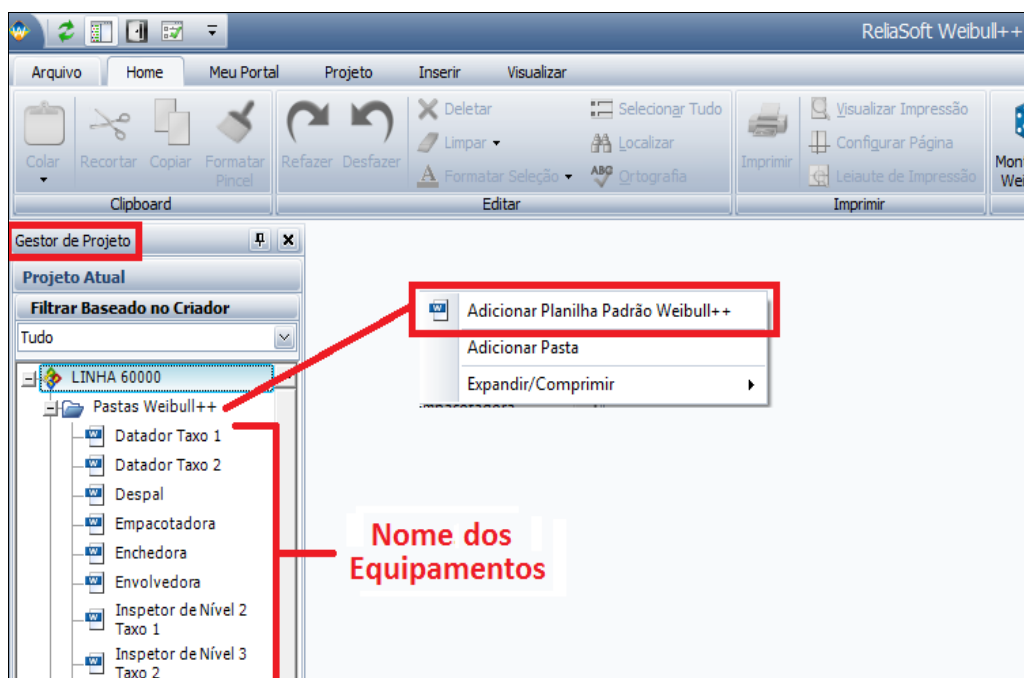 ReliaSoft Weibull++
Arquivo Home Meu Portal Projeto Inserir Visualizar
Colar Recortar Copiar Formatar Pincel
Refazer Desfazer
Deletar
Limpar
Formatar Seleção
Selecionar Tudo
Localizar
Ortografia
Imprimir
Visualizar Impressão
Configurar Página
Leiaute de Impressão
Clipboard
Editar
Imprimir
Gestor de Projeto
Projeto Atual
Filtrar Baseado no Criador
Tudo
LINHA 60000
Pastas Weibull++
Datador Taxo 1
Datador Taxo 2
Despal
Empacotadora
Enchedora
Envolvedora
Inspetor de Nível 2
Taxo 1
Inspetor de Nível 3
Taxo 2
Adicionar Planilha Padrão Weibull++
Adicionar Pasta
Expandir/Comprimir
Nome dos
Equipamentos